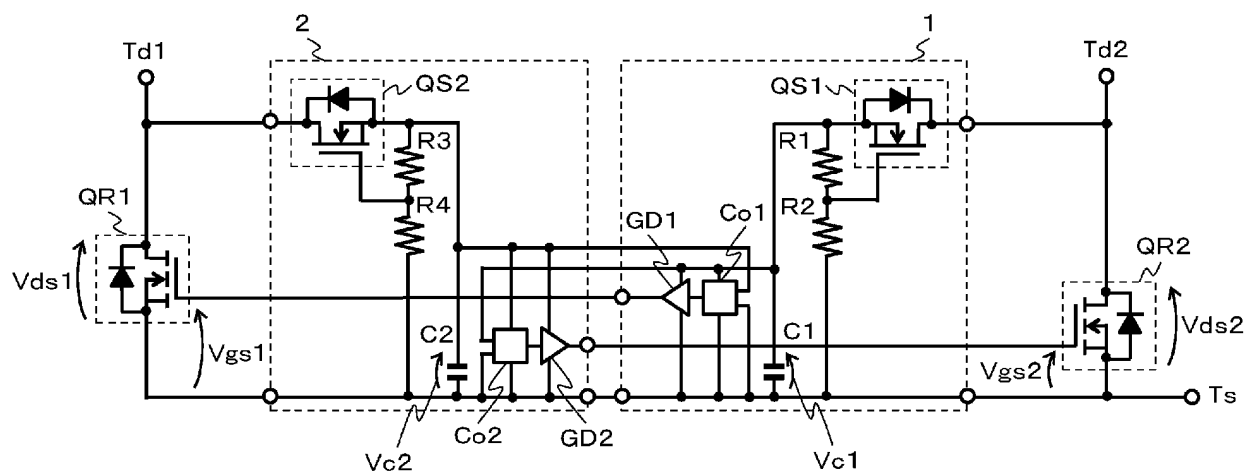 2
1
Td1
Td2
QS2
QS1
R3
R1
QR1
R4
R2
GD1
Co1
QR2
Vds1
Vds2
C2
C1
Vgs1
Vgs2
Ts
Co2
GD2
Vc2
Vc1